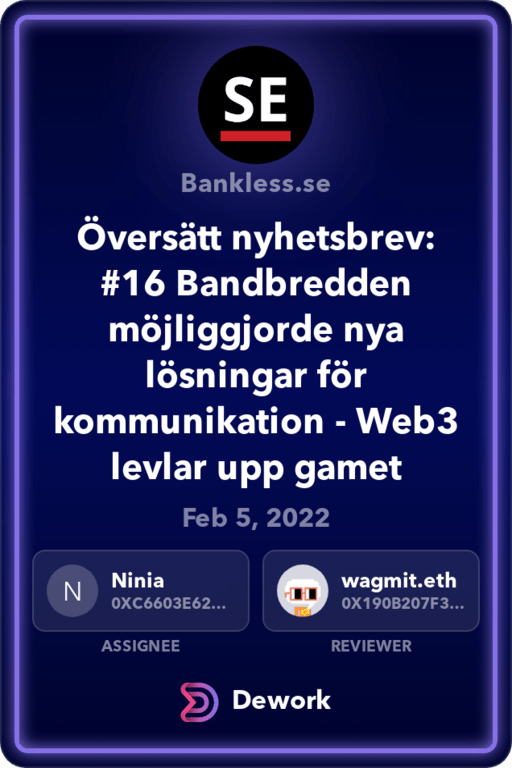 SE
Bankless.se
Översätt nyhetsbrev:
#16 Bandbredden
möjliggjorde nya
lösningar för
kommunikation - Web3
levlar upp gamet
Feb 5, 2022
N
Ninia
0XC6603E62...
ASSIGNEE
wagmit.eth
0X190B207F3...
REVIEWER
Dework